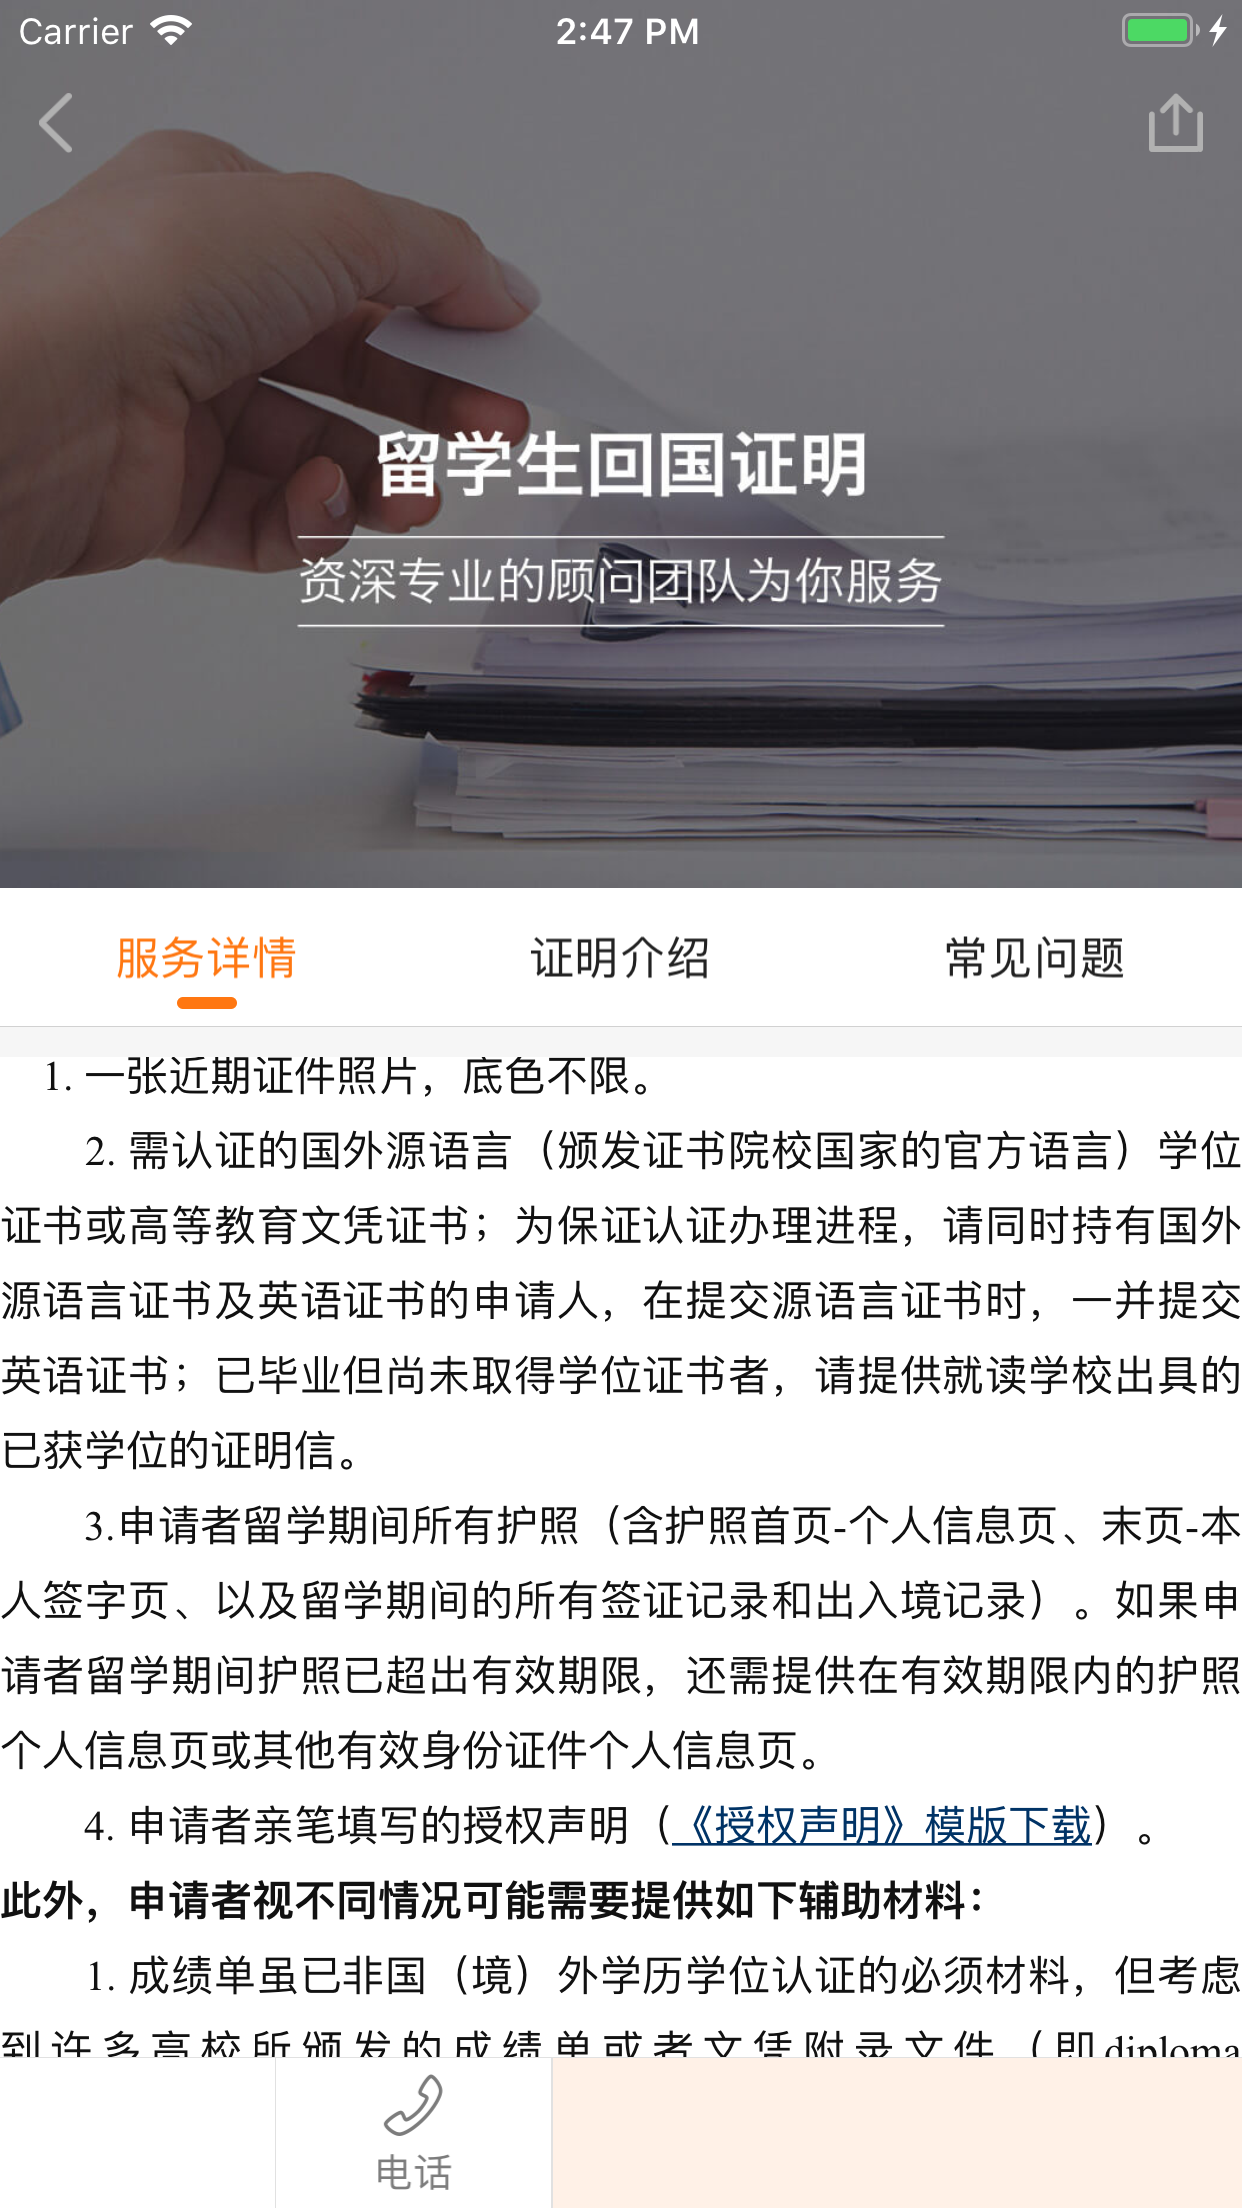 Carrier 2:47 PM
留学生回国证明
资深专业的顾问团队为你服务
服务详情 证明介绍 常见问题
1. 一张近期证件照片，底色不限。
2. 需认证的国外源语言（颁发证书院校国家的官方语言）学位
证书或高等教育文凭证书；为保证认证办理进程，请同时持有国外
源语言证书及英语证书的申请人，在提交源语言证书时，一并提交
英语证书；已毕业但尚未取得学位证书者，请提供就读学校出具的
已获学位的证明信。
3.申请者留学期间所有护照（含护照首页-个人信息页、末页-本
人签字页、以及留学期间的所有签证记录和出入境记录）。如果申
请者留学期间护照已超出有效期限，还需提供在有效期限内的护照
个人信息页或其他有效身份证件个人信息页。
4. 申请者亲笔填写的授权声明（《授权声明》模版下载）。
此外，申请者视不同情况可能需要提供如下辅助材料：
1. 成绩单虽已非国（境）外学历学位认证的必须材料，但考虑
到许多高校所颁发的成绩单或者文凭附录文件（即diploma
电话